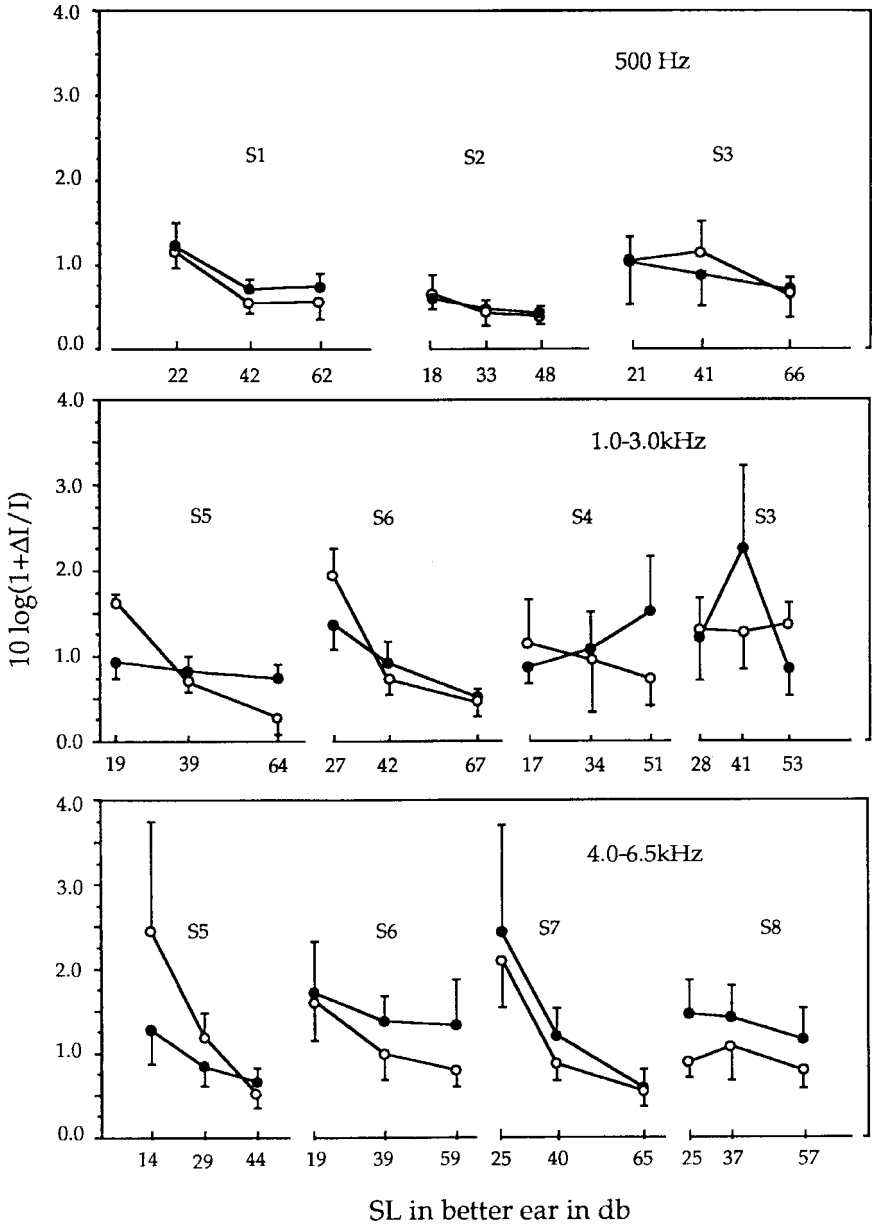 4.0
500 Hz
3.0
S1 S2 S3
2.0
1.0
0.0
22 42 62 18 33 48 21 41 66
4.0
1.0-3.0kHz
3.0
S5 S6 S4 S3
2.0
1.0
0.0
19 39 64 27 42 67 17 34 51 28 41 53
10 log(1+ΔI/I)
4.0
4.0-6.5kHz
3.0
S5 S6 S7 S8
2.0
1.0
0.0
14 29 44 19 39 59 25 40 65 25 37 57
SL in better ear in db